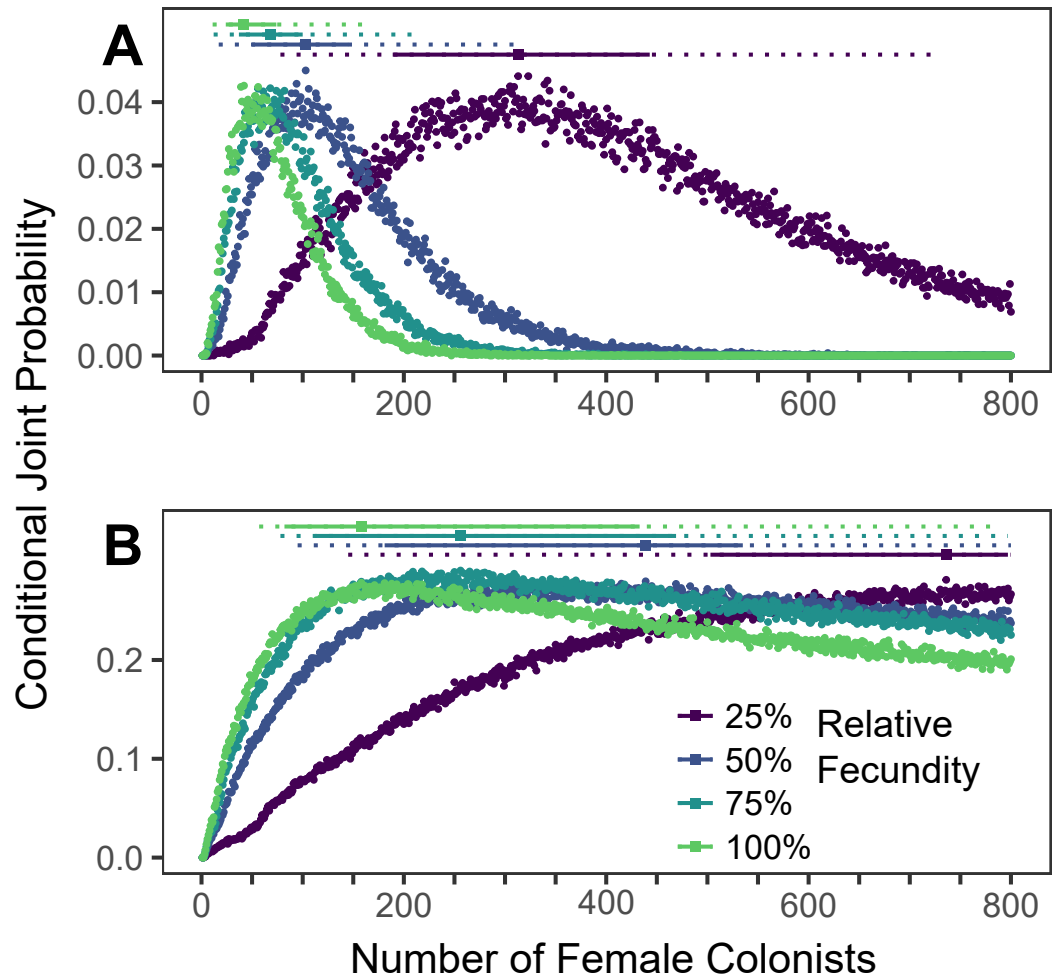 A
0.04
0.03
0.02
0.01
0.00
0 200 400 600 800
Conditional Joint Probability
B
0.2
0.1
0.0
25%
50%
75%
100%
Relative
Fecundity
0 200 400 600 800
Number of Female Colonists